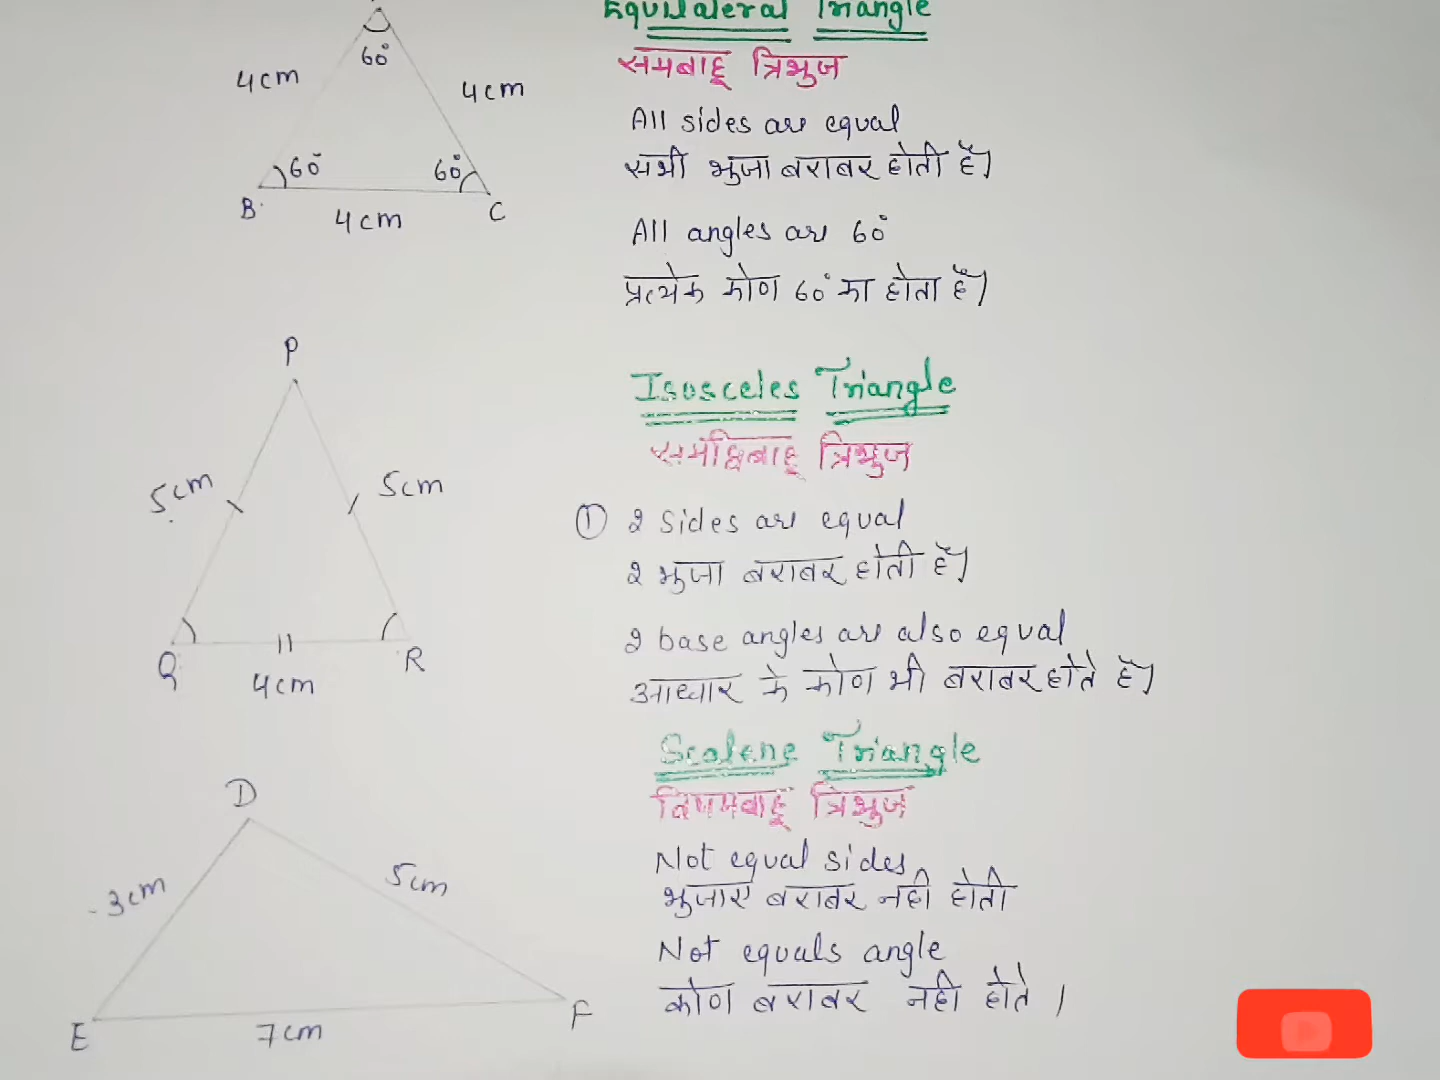 Equilateral Triangle
समबाहू त्रिभुज
60°
4cm
4cm
All sides are equal
सभी भुजा बराबर होती हैं।
60°
60°
B
C
4cm
All angles are 60°
प्रत्येक कोण 60° का होता हैं।
P
Isosceles Triangle
समद्विबाहू त्रिभुज
5cm
5cm
① 2 sides are equal
2 भुजा बराबर होती हैं।
2 base angles are also equal
Q
R
4cm
आधार के कोण भी बराबर होते हैं।
Scalene Triangle
विषमबाहू त्रिभुज
D
Not equal sides
3cm
5cm
भुजाए बराबर नही होती
Not equals angle
कोण बराबर नही होते ।
E
F
7cm